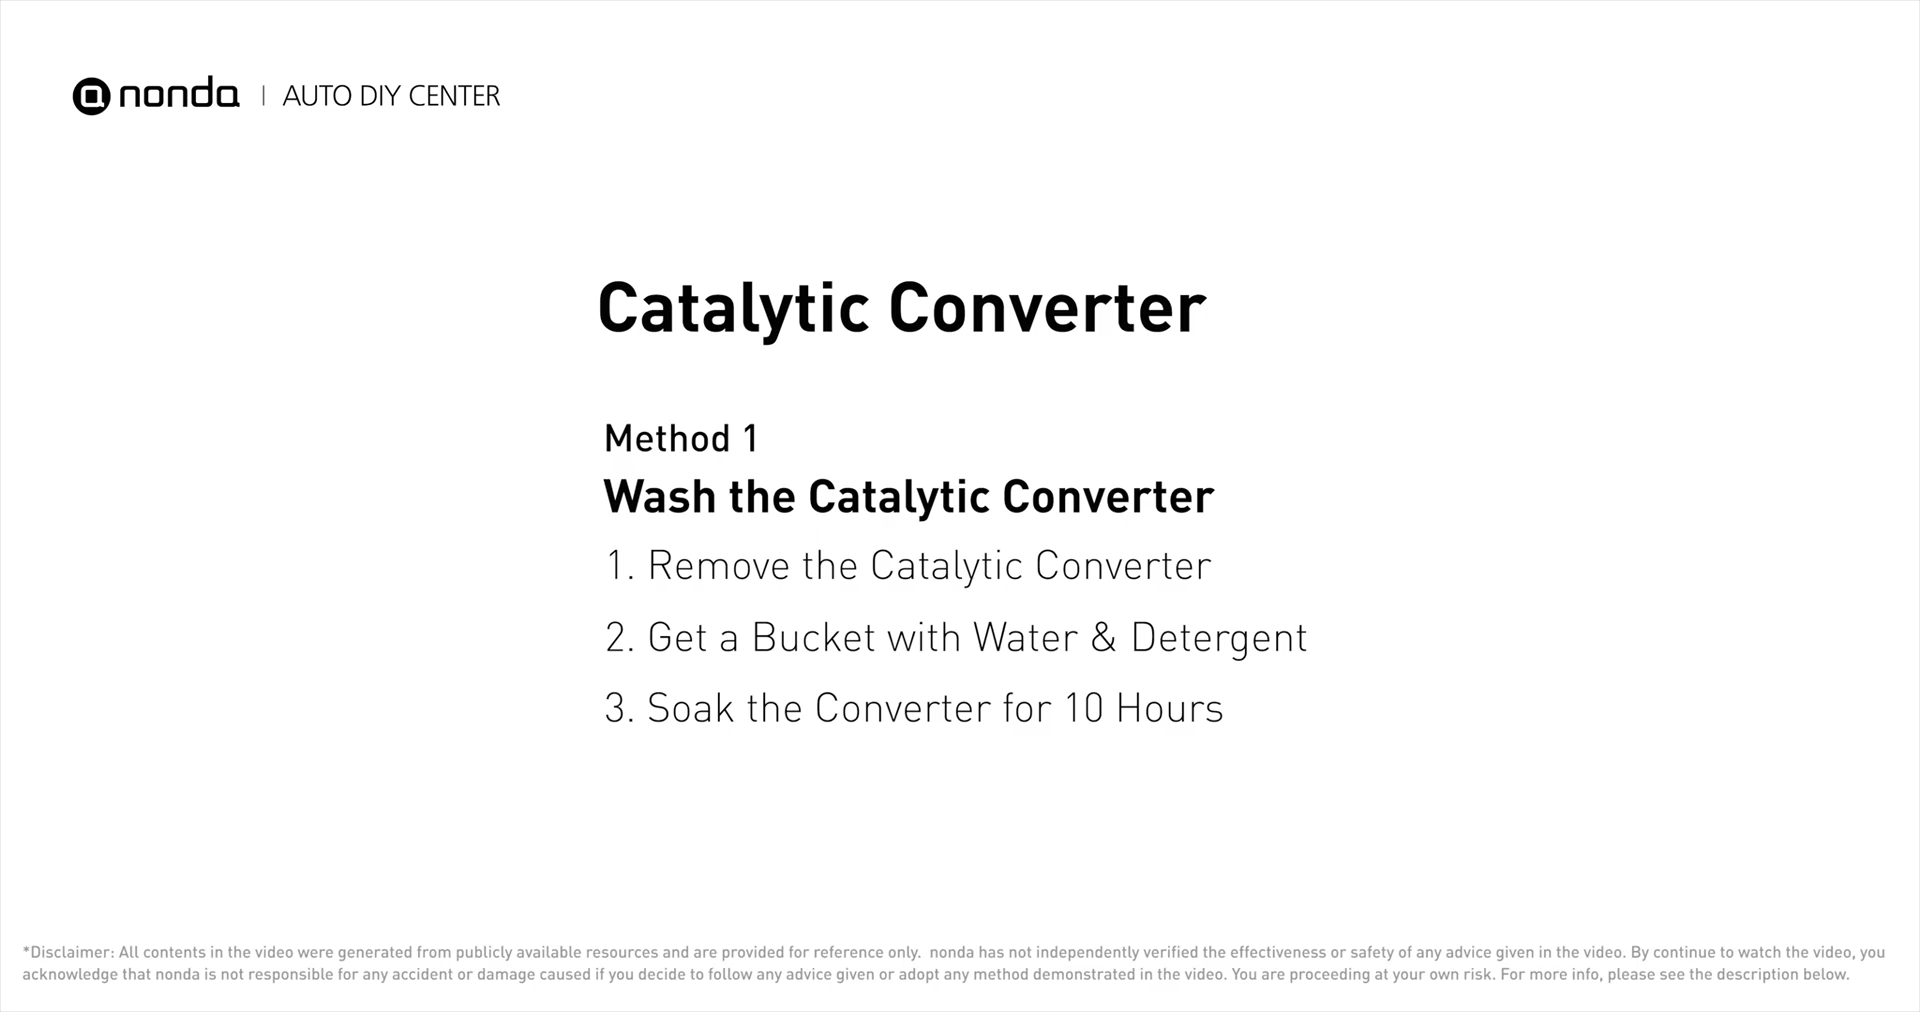 nonda | AUTO DIY CENTER
Catalytic Converter
Method 1
Wash the Catalytic Converter
1. Remove the Catalytic Converter
2. Get a Bucket with Water & Detergent
3. Soak the Converter for 10 Hours
*Disclaimer: All contents in the video were generated from publicly available resources and are provided for reference only.  nonda has not independently verified the effectiveness or safety of any advice given in the video. By continue to watch the video, you
acknowledge that nonda is not responsible for any accident or damage caused if you decide to follow any advice given or adopt any method demonstrated in the video. You are proceeding at your own risk. For more info, please see the description below.